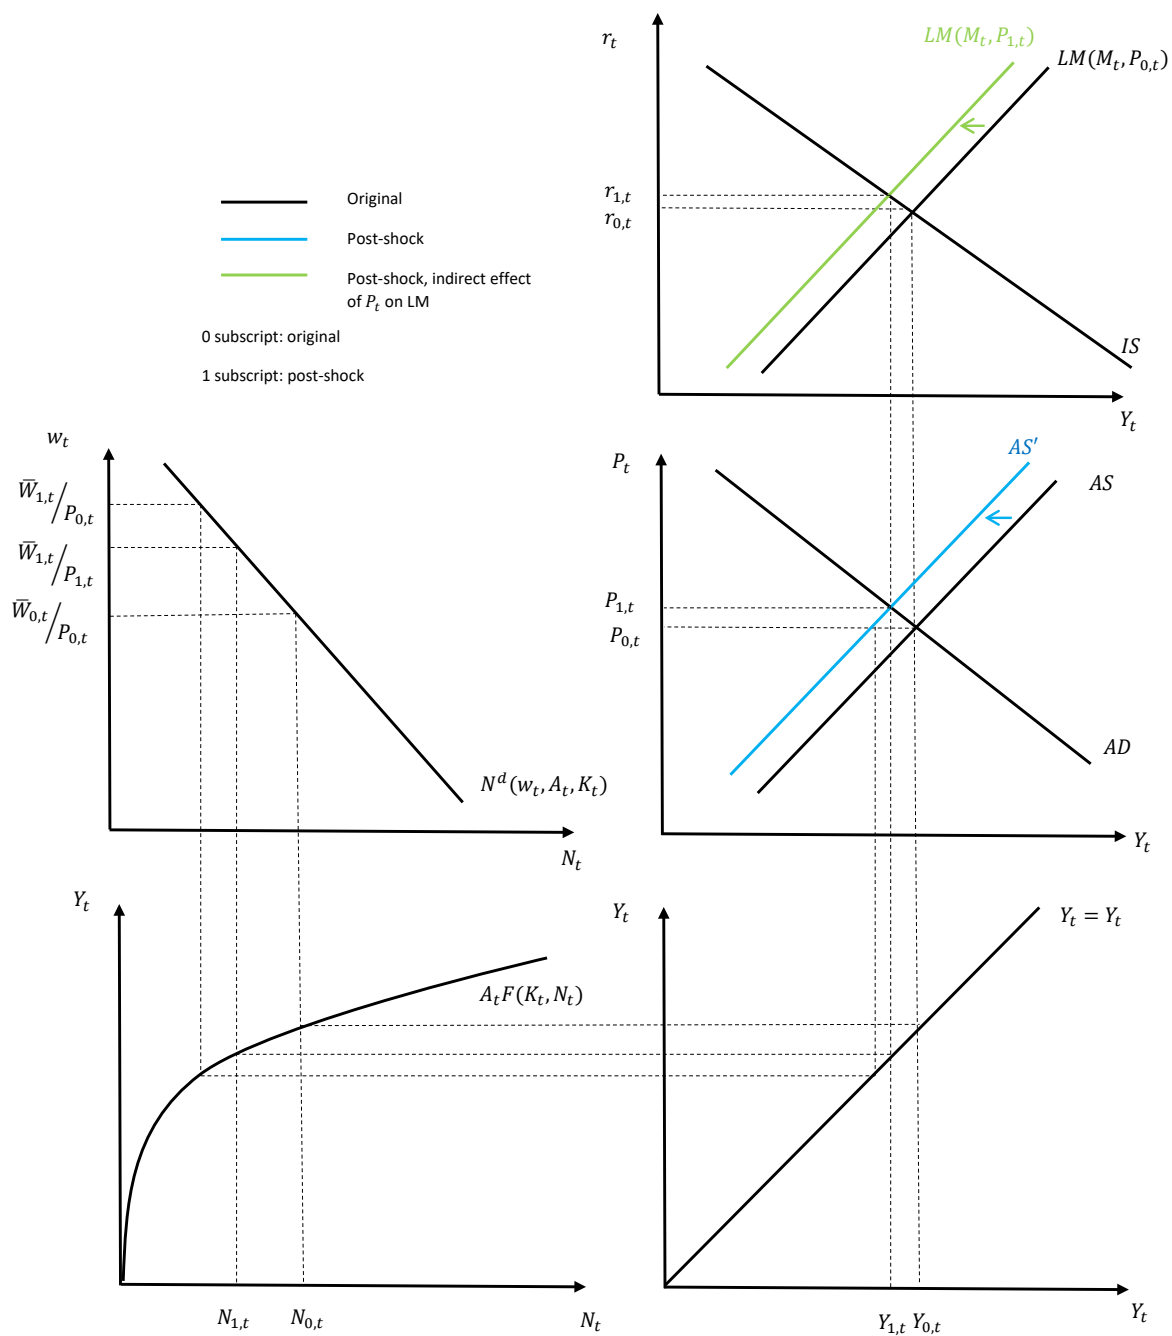 r_t
LM(M_t, P_{1,t})
LM(M_t, P_{0,t})
Original
Post-shock
Post-shock, indirect effect
of P_t on LM
0 subscript: original
1 subscript: post-shock
r_{1,t}
r_{0,t}
IS
Y_t
w_t
W̄_{1,t}/P_{0,t}
W̄_{1,t}/P_{1,t}
W̄_{0,t}/P_{0,t}
N^d(w_t, A_t, K_t)
N_t
P_t
AS′
AS
P_{1,t}
P_{0,t}
AD
Y_t
Y_t
A_tF(K_t, N_t)
N_{1,t}
N_{0,t}
N_t
Y_t
Y_t = Y_t
Y_{1,t}
Y_{0,t}
Y_t